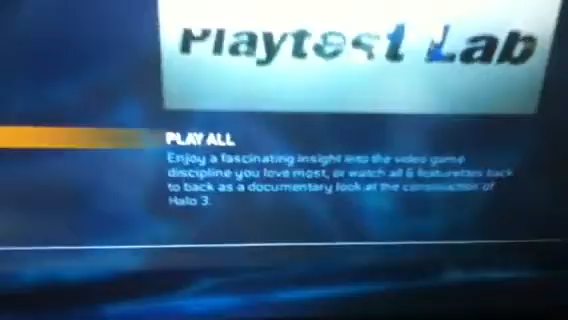 Playtest Lab
PLAY ALL
Enjoy a fascinating insight into the video game
discipline you love most, or watch all 6 featurettes back
to back as a documentary look at the construction of
Halo 3.